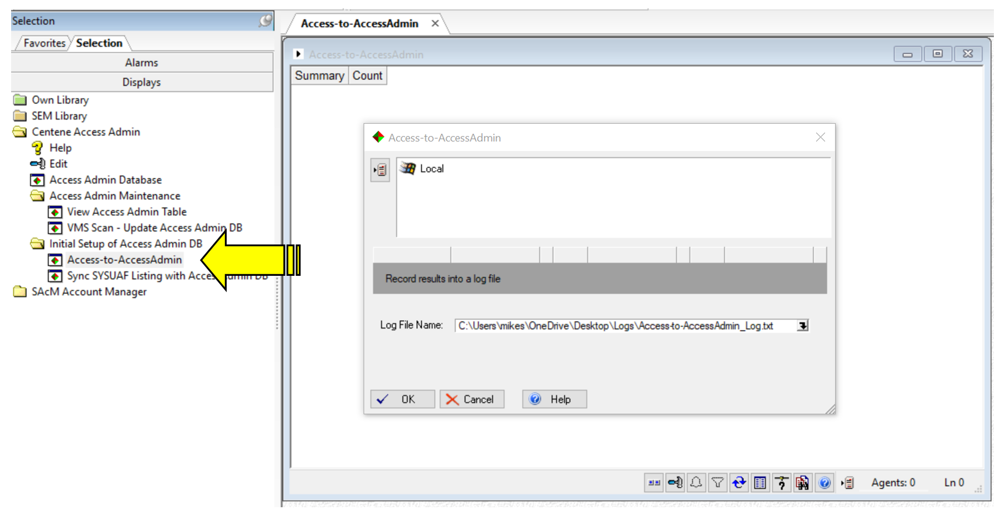 Selection
Favorites Selection
Alarms
Displays
Own Library
SEM Library
Centene Access Admin
Help
Edit
Access Admin Database
Access Admin Maintenance
View Access Admin Table
VMS Scan - Update Access Admin DB
Initial Setup of Access Admin DB
Access-to-AccessAdmin
Sync SYSUAF Listing with DB
SAcM Account Manager
Access-to-AccessAdmin
Access-to-AccessAdmin
Summary Count
Access-to-AccessAdmin
Local
Record results into a log file
Log File Name: C:\Users\mikes\OneDrive\Desktop\Logs\Access-to-AccessAdmin_Log.txt
OK Cancel Help
Agents: 0 Ln 0